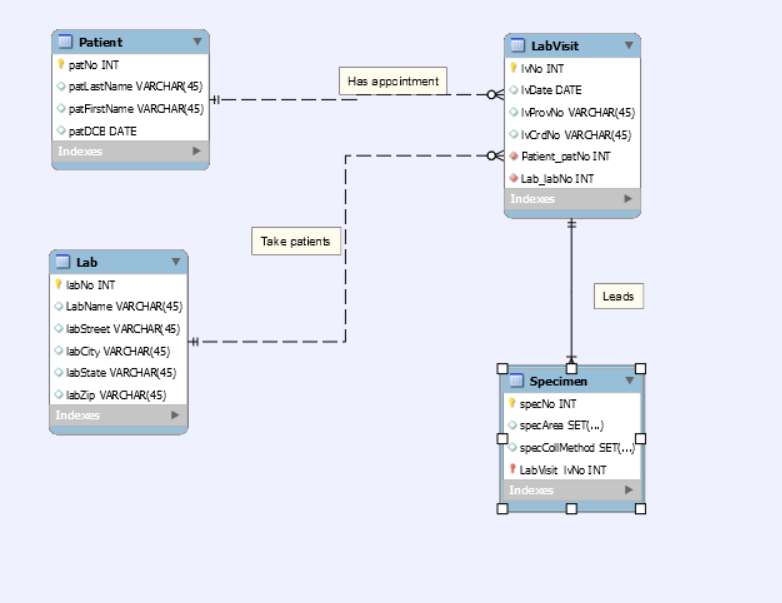 Patient
patNo INT
patLastName VARCHAR(45)
patFirstName VARCHAR(45)
patDCB DATE
Indexes
Has appointment
LabVisit
lvNo INT
lvDate DATE
lvProvNo VARCHAR(45)
lvCrdNo VARCHAR(45)
Patient_patNo INT
Lab_labNo INT
Indexes
Take patients
Lab
labNo INT
LabName VARCHAR(45)
labStreet VARCHAR(45)
labCity VARCHAR(45)
labState VARCHAR(45)
labZip VARCHAR(45)
Indexes
Leads
Specimen
specNo INT
specArea SET(...)
specCollMethod SET(...)
LabVisit_lvNo INT
Indexes